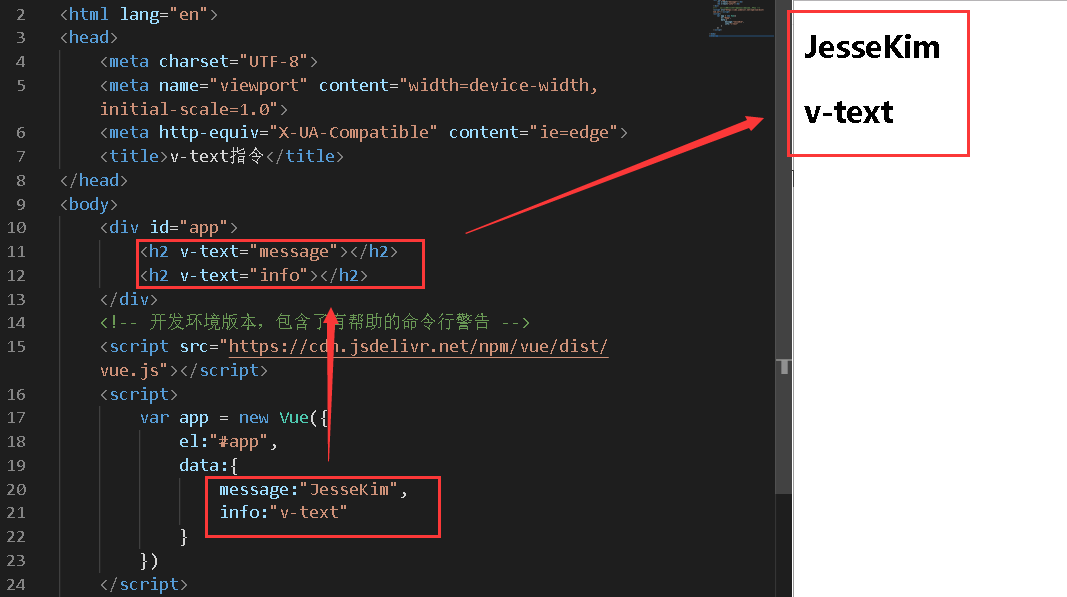 2 <html lang="en">
3 <head>
4 <meta charset="UTF-8">
5 <meta name="viewport" content="width=device-width,
initial-scale=1.0">
6 <meta http-equiv="X-UA-Compatible" content="ie=edge">
7 <title>v-text指令</title>
8 </head>
9 <body>
10 <div id="app">
11 <h2 v-text="message"></h2>
12 <h2 v-text="info"></h2>
13 </div>
14 <!-- 开发环境版本，包含了有帮助的命令行警告 -->
15 <script src="https://cdn.jsdelivr.net/npm/vue/dist/
vue.js"></script>
16 <script>
17 var app = new Vue({
18 el:"#app",
19 data:{
20 message:"JesseKim",
21 info:"v-text"
22 }
23 })
24 </script>
JesseKim
v-text